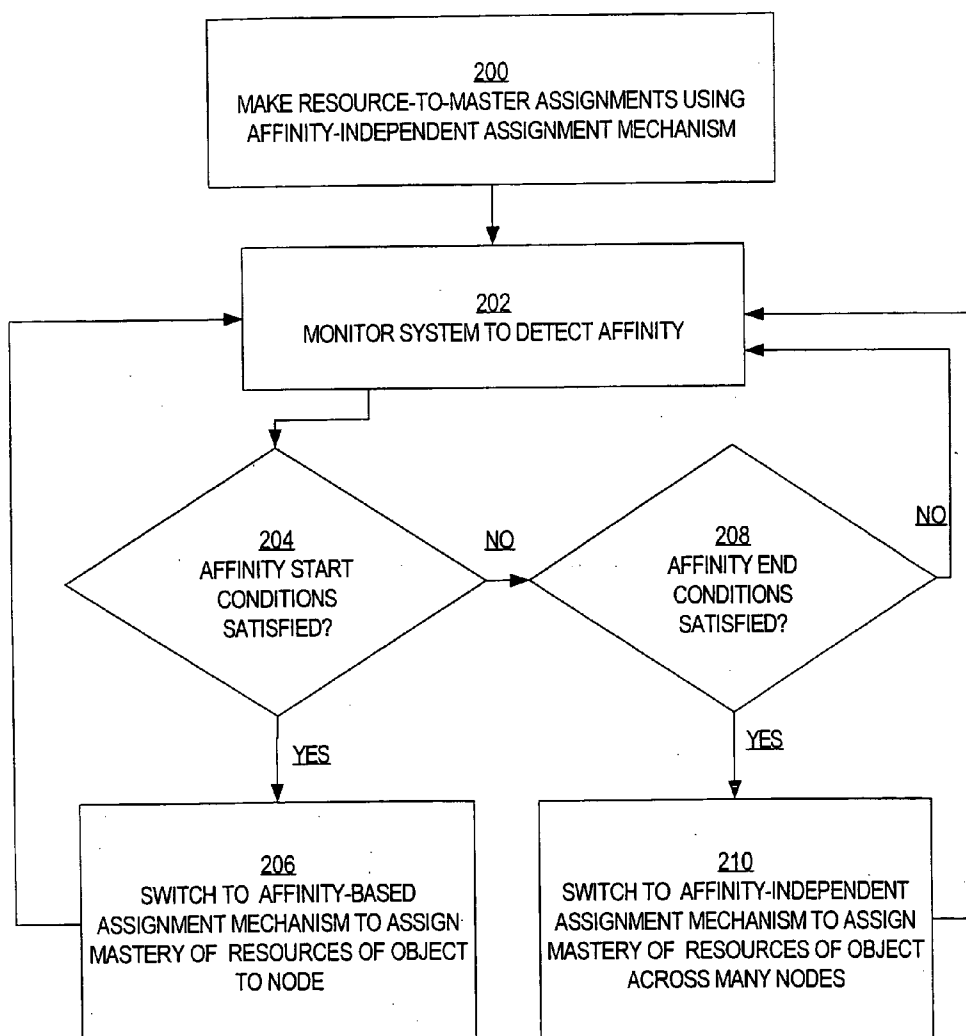 200
MAKE RESOURCE-TO-MASTER ASSIGNMENTS USING
AFFINITY-INDEPENDENT ASSIGNMENT MECHANISM
202
MONITOR SYSTEM TO DETECT AFFINITY
204
AFFINITY START
CONDITIONS
SATISFIED?
NO
208
AFFINITY END
CONDITIONS
SATISFIED?
NO
YES
YES
206
SWITCH TO AFFINITY-BASED
ASSIGNMENT MECHANISM TO ASSIGN
MASTERY OF RESOURCES OF OBJECT
TO NODE
210
SWITCH TO AFFINITY-INDEPENDENT
ASSIGNMENT MECHANISM TO ASSIGN
MASTERY OF RESOURCES OF OBJECT
ACROSS MANY NODES